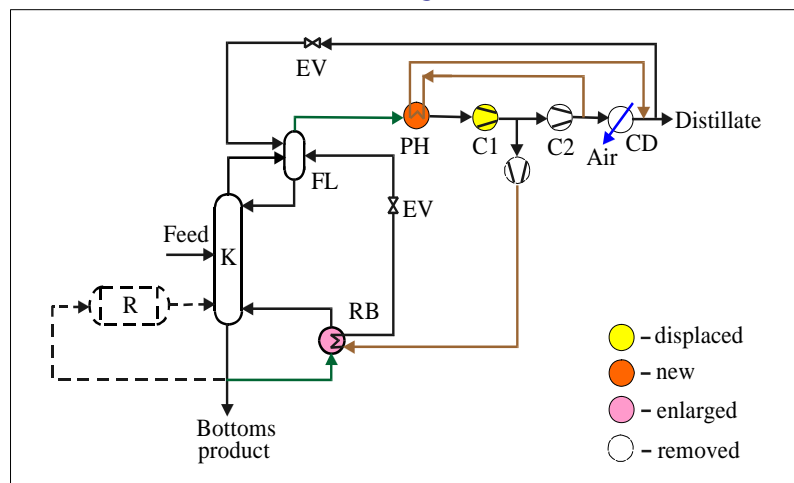 EV
PH
C1
C2
CD
Distillate
Air
FL
EV
Feed
K
R
RB
Bottoms
product
– displaced
– new
– enlarged
– removed